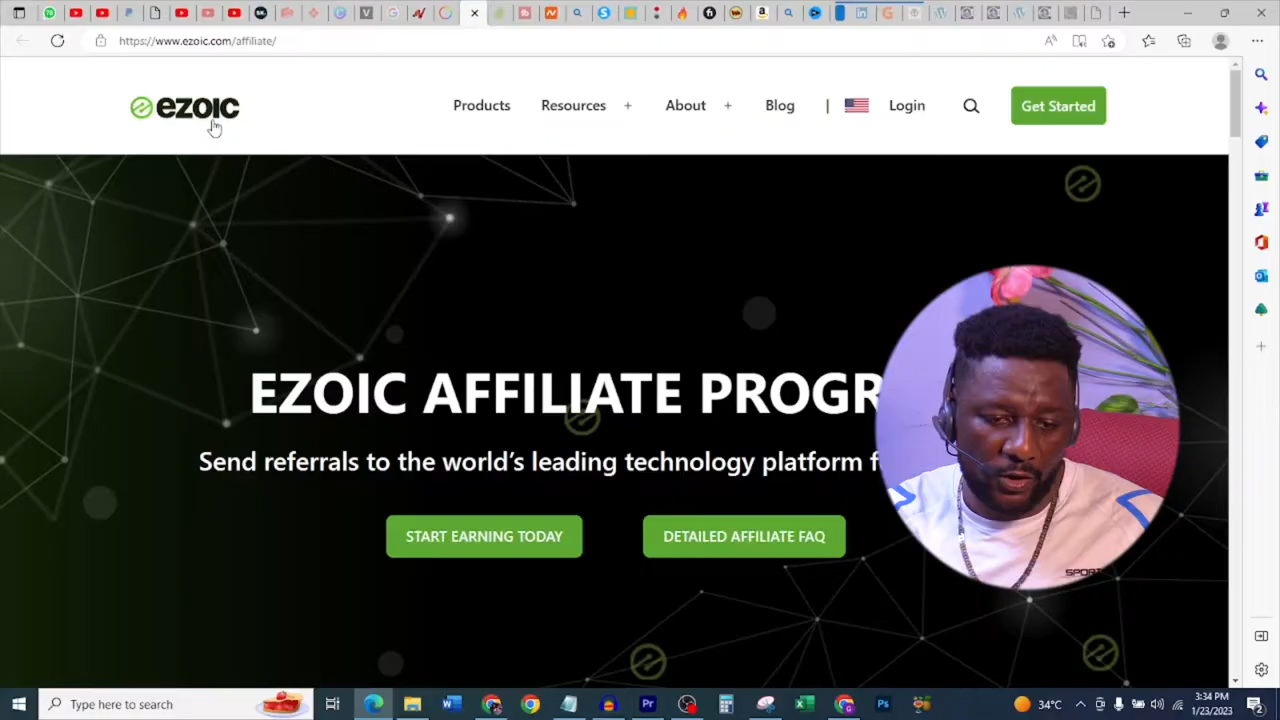 https://www.ezoic.com/affiliate/
ezoic
Products
Resources +
About +
Blog
|
Login
Get Started
EZOIC AFFILIATE PROGR
Send referrals to the world's leading technology platform f
START EARNING TODAY
DETAILED AFFILIATE FAQ
SPORT
Type here to search
34°C
3:34 PM
1/23/2023